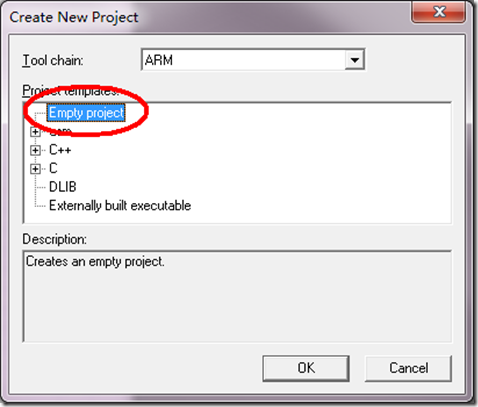 Create New Project
Tool chain:
ARM
Project templates:
Empty project
asm
C++
C
DLIB
Externally built executable
Description:
Creates an empty project.
OK
Cancel